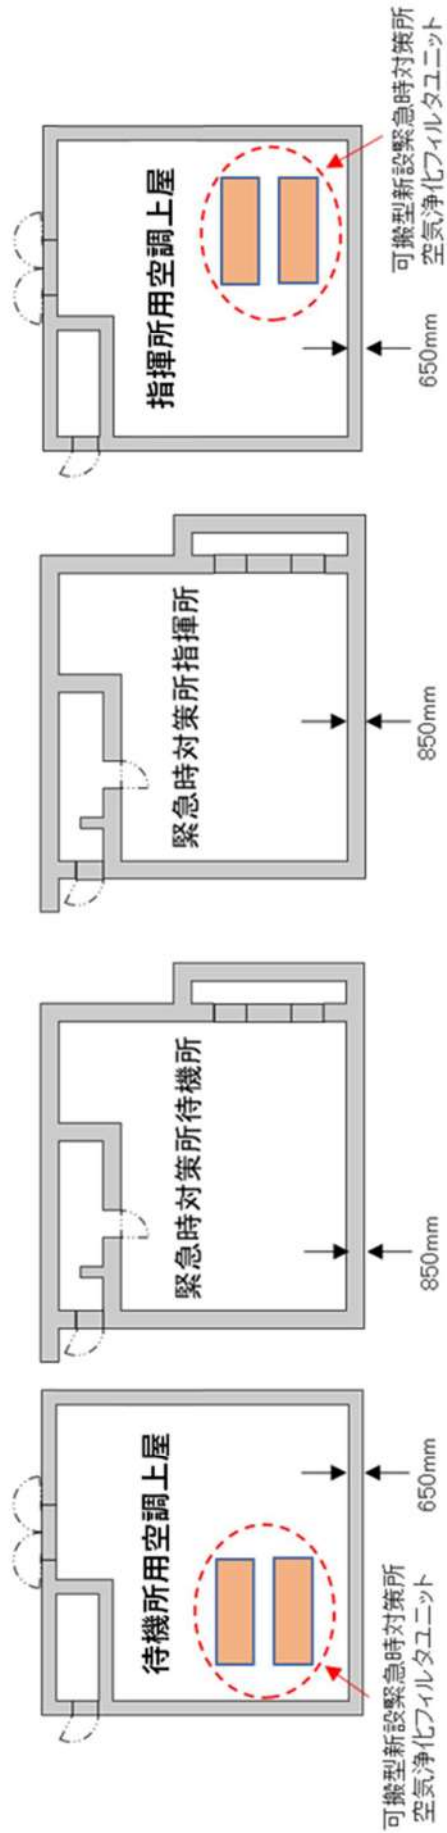 待機所用空調上屋
650mm
可搬型新設緊急時対策所
空気浄化フィルタユニット
緊急時対策所待機所
850mm
緊急時対策所指揮所
850mm
指揮所用空調上屋
650mm
可搬型新設緊急時対策所
空気浄化フィルタユニット